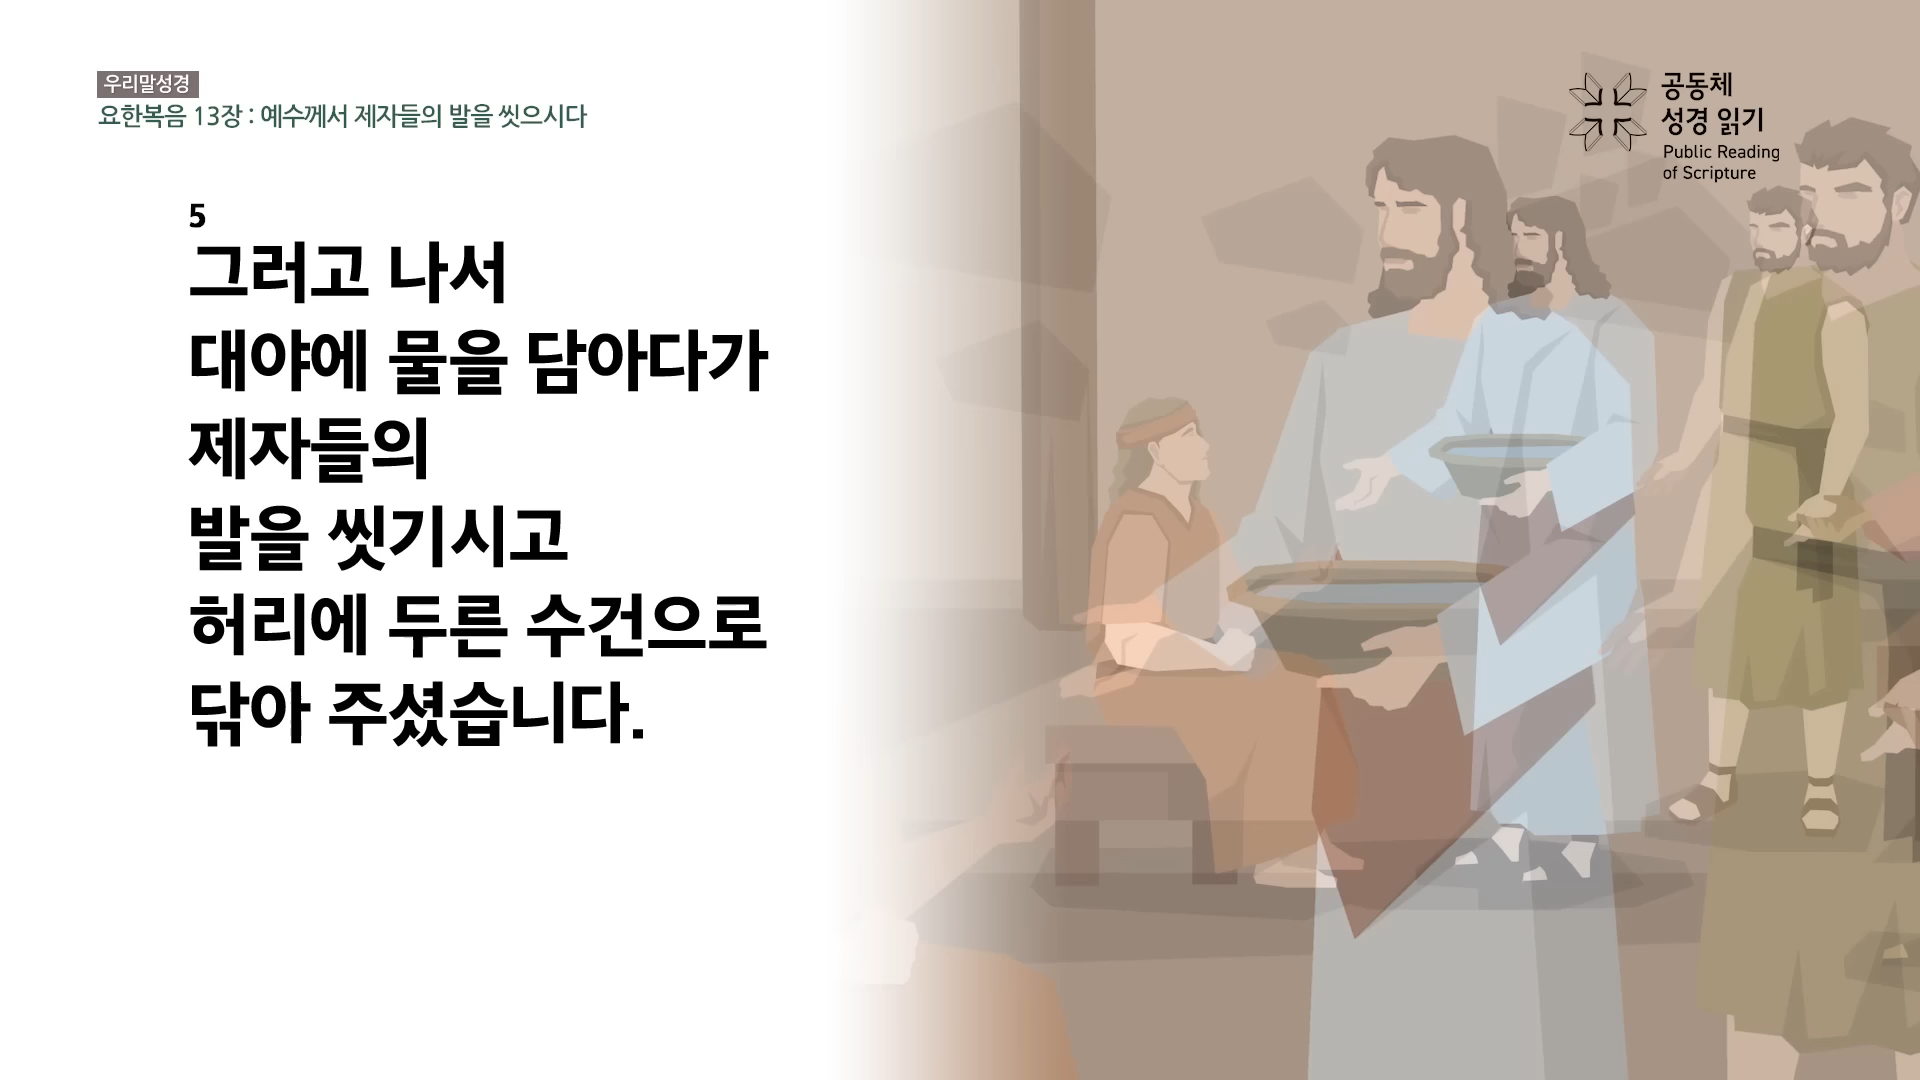 우리말성경
요한복음 13장 : 예수께서 제자들의 발을 씻으시다
공동체
성경 읽기
Public Reading
of Scripture
5
그러고 나서
대야에 물을 담아다가
제자들의
발을 씻기시고
허리에 두른 수건으로
닦아 주셨습니다.